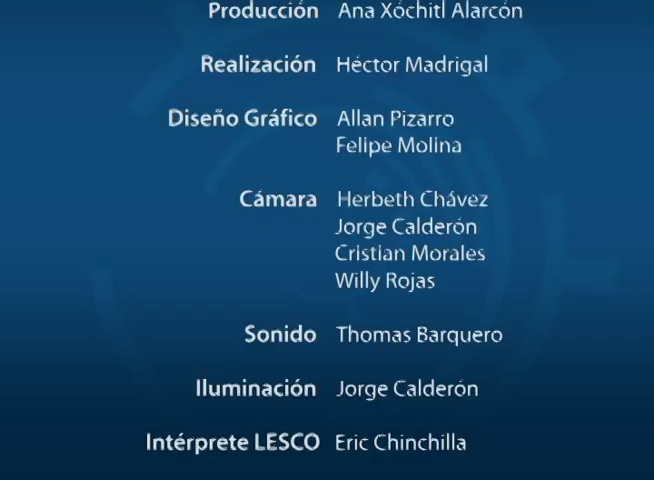 Producción Ana Xóchitl Alarcón
Realización Héctor Madrigal
Diseño Gráfico Allan Pizarro
Felipe Molina
Cámara Herbeth Chávez
Jorge Calderón
Cristian Morales
Willy Rojas
Sonido Thomas Barquero
Iluminación Jorge Calderón
Intérprete LESCO Eric Chinchilla